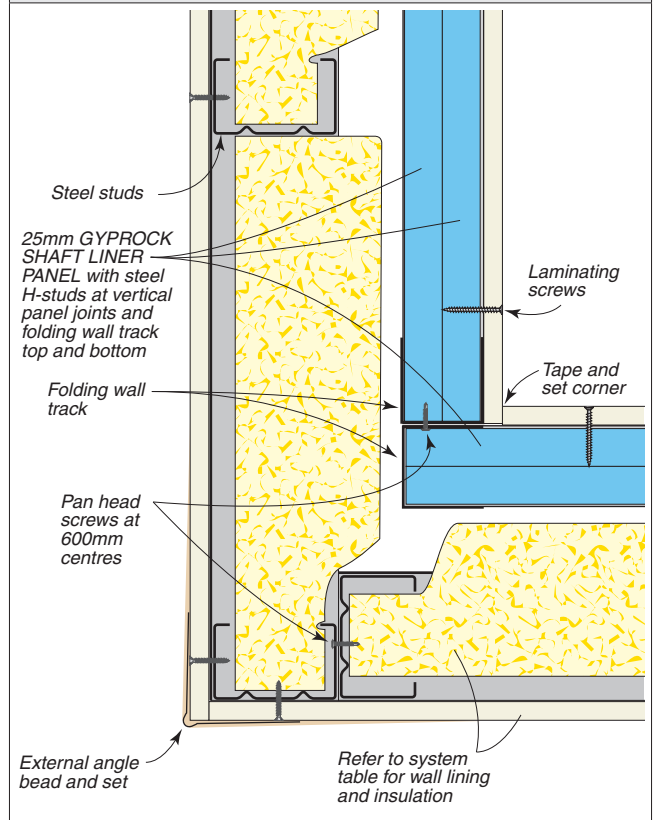 Steel studs
25mm GYPROCK
SHAFT LINER
PANEL with steel
H-studs at vertical
panel joints and
folding wall track
top and bottom
Laminating
screws
Folding wall
track
Tape and
set corner
Pan head
screws at
600mm
centres
External angle
bead and set
Refer to system
table for wall lining
and insulation